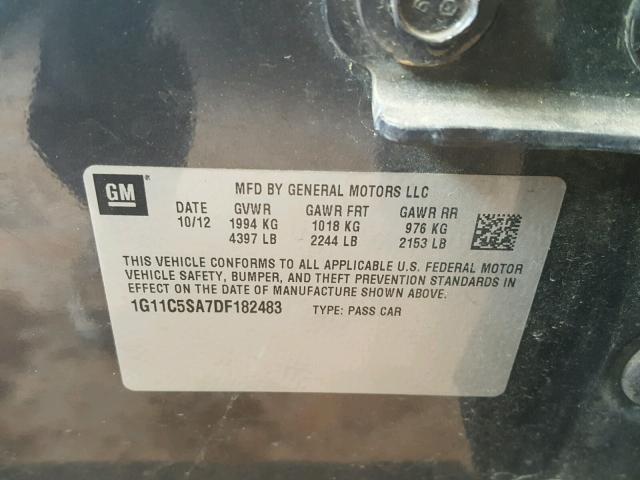 GM ® MFD BY GENERAL MOTORS LLC
DATE GVWR GAWR FRT GAWR RR
10/12 1994 KG 1018 KG 976 KG
4397 LB 2244 LB 2153 LB
THIS VEHICLE CONFORMS TO ALL APPLICABLE U.S. FEDERAL MOTOR
VEHICLE SAFETY, BUMPER, AND THEFT PREVENTION STANDARDS IN
EFFECT ON THE DATE OF MANUFACTURE SHOWN ABOVE.
1G11C5SA7DF182483 TYPE: PASS CAR